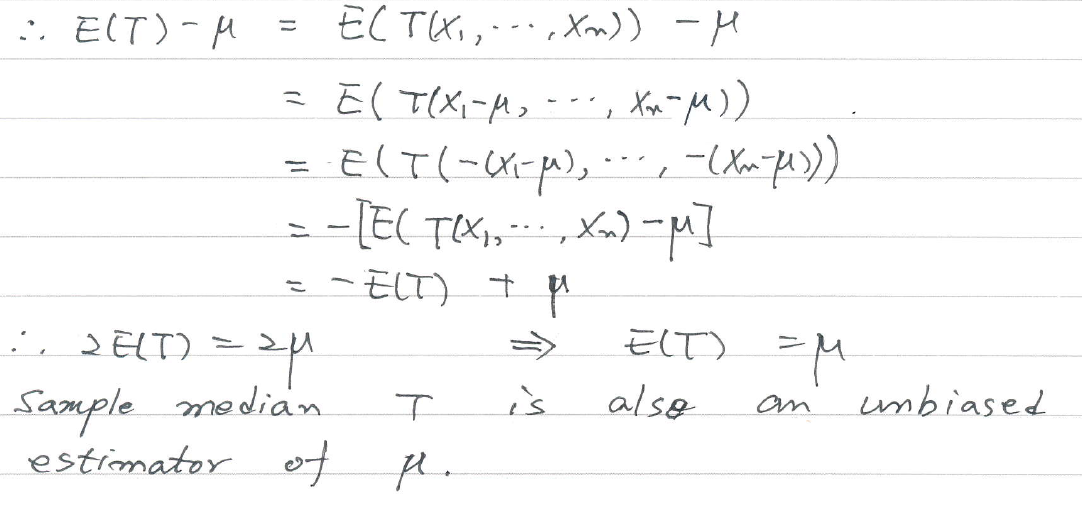 ∴ E(T) - μ = E(T(X₁, ..., Xₙ)) - μ
= E(T(X₁-μ, ..., Xₙ-μ))
= E(T(-(X₁-μ), ..., -(Xₙ-μ)))
= -[E(T(X₁, ..., Xₙ) - μ]
= -E(T) + μ
∴ 2E(T) = 2μ ⇒ E(T) = μ
Sample median T is also an unbiased
estimator of μ.